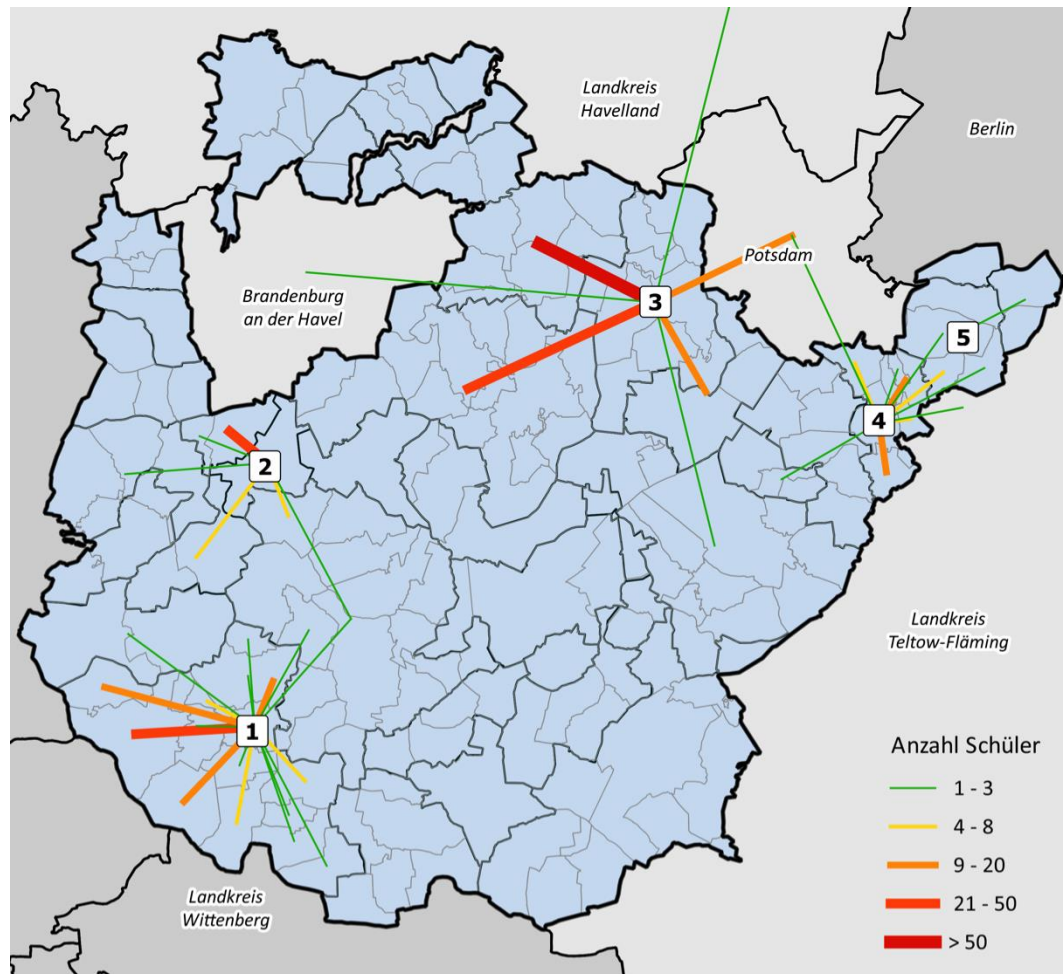 Landkreis
Havelland
Berlin
Potsdam
Brandenburg
an der Havel
3
5
4
2
Landkreis
Teltow-Fläming
1
Landkreis
Wittenberg
Anzahl Schüler
1 - 3
4 - 8
9 - 20
21 - 50
> 50